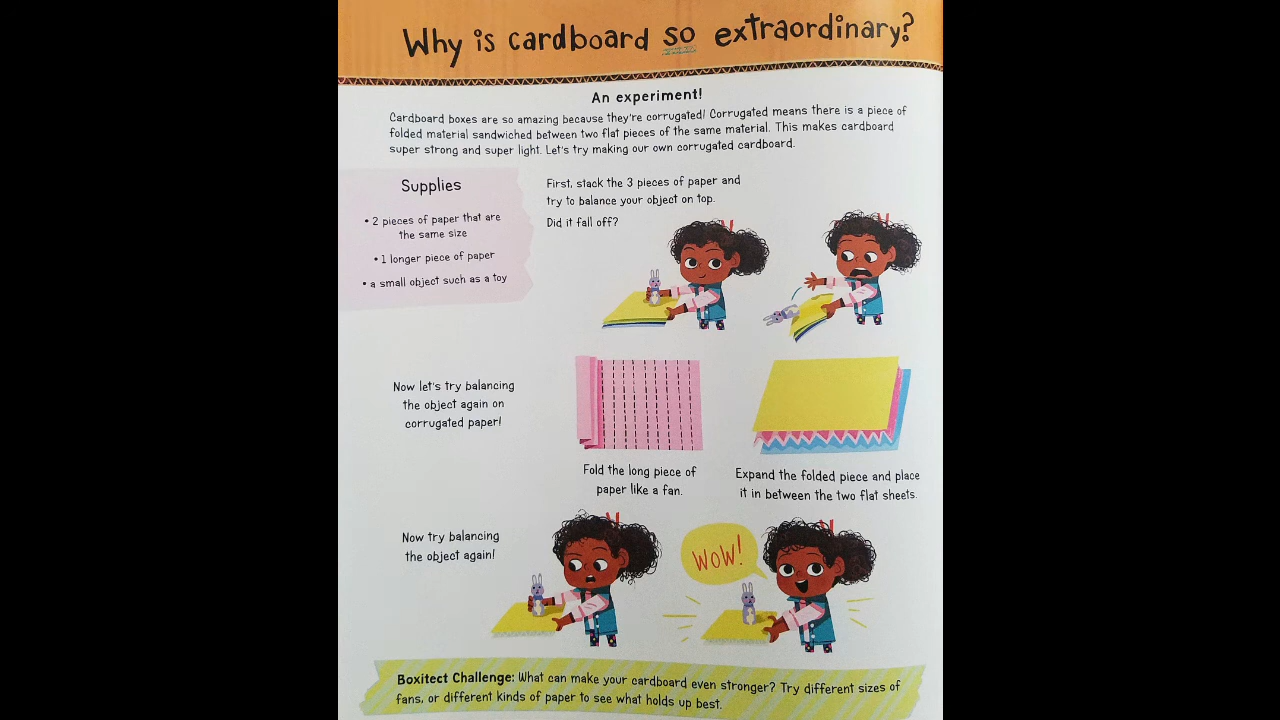 Why is cardboard so extraordinary?
An experiment!
Cardboard boxes are so amazing because they're corrugated! Corrugated means there is a piece of
folded material sandwiched between two flat pieces of the same material. This makes cardboard
super strong and super light. Let's try making our own corrugated cardboard.
Supplies
• 2 pieces of paper that are
the same size
• 1 longer piece of paper
• a small object such as a toy
First, stack the 3 pieces of paper and
try to balance your object on top.
Did it fall off?
Now let's try balancing
the object again on
corrugated paper!
Fold the long piece of
paper like a fan.
Expand the folded piece and place
it in between the two flat sheets.
Now try balancing
the object again!
WOW!
Boxitect Challenge: What can make your cardboard even stronger? Try different sizes of
fans, or different kinds of paper to see what holds up best.